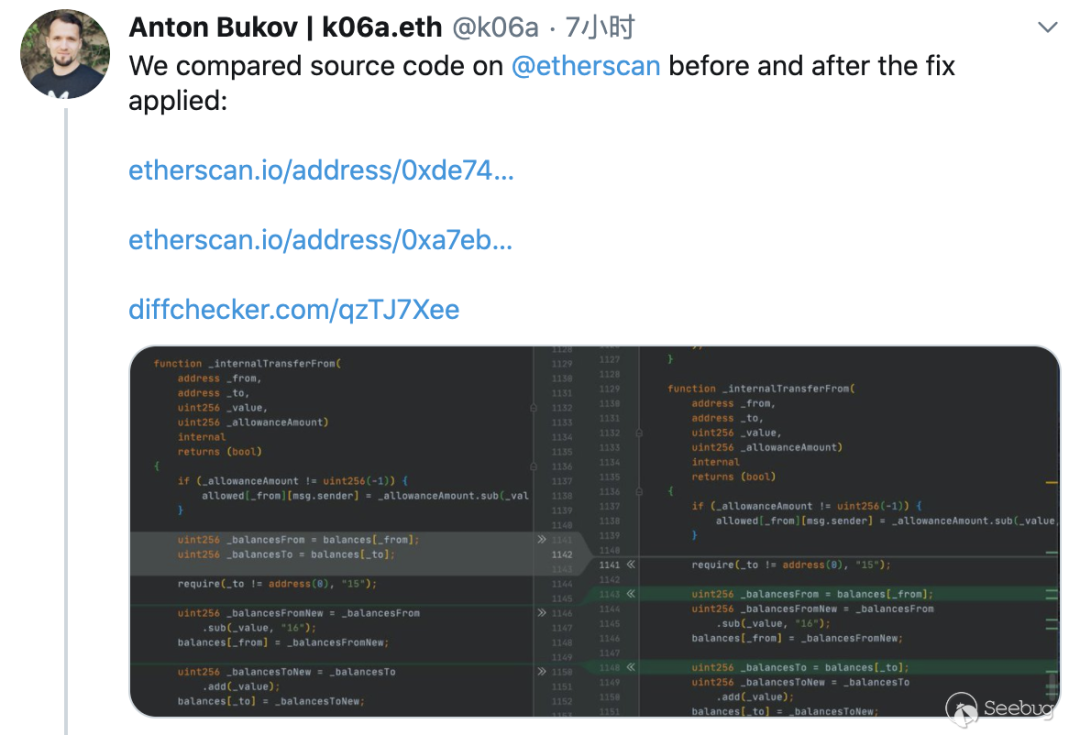 Anton Bukov | k06a.eth @k06a · 7小时
We compared source code on @etherscan before and after the fix
applied:
etherscan.io/address/0xde74...
etherscan.io/address/0xa7eb...
diffchecker.com/qzTJ7Xee
function _internalTransferFrom(
address _from,
address _to,
uint256 _value,
uint256 _allowanceAmount)
internal
returns (bool)
{
if (_allowanceAmount != uint256(-1)) {
allowed[_from][msg.sender] = _allowanceAmount.sub(_val
}
uint256 _balancesFrom = balances[_from];
uint256 _balancesTo = balances[_to];
require(_to != address(0), "15");
uint256 _balancesFromNew = _balancesFrom
.sub(_value, "16");
balances[_from] = _balancesFromNew;
uint256 _balancesToNew = _balancesTo
.add(_value);
balances[_to] = _balancesToNew;
1128
1129
1130
1131
1132
1133
1134
1135
1136
1137
1138
1139
1140
1141
1142
1143
1144
1145
1146
1147
1148
1149
1150
1151
1152
1153
1127
1128
1129
1130
1131
1132
1133
1134
1135
1136
1137
1138
1139
1140
1141
1142
1143
1144
1145
1146
1147
1148
1149
1150
1151
}
function _internalTransferFrom(
address _from,
address _to,
uint256 _value,
uint256 _allowanceAmount)
internal
returns (bool)
{
if (_allowanceAmount != uint256(-1)) {
allowed[_from][msg.sender] = _allowanceAmount.sub(_value,
}
require(_to != address(0), "15");
uint256 _balancesFrom = balances[_from];
uint256 _balancesFromNew = _balancesFrom
.sub(_value, "16");
balances[_from] = _balancesFromNew;
uint256 _balancesTo = balances[_to];
uint256 _balancesToNew = _balancesTo
.add(_value);
balances[_to] = _balancesToNew;
Seebug